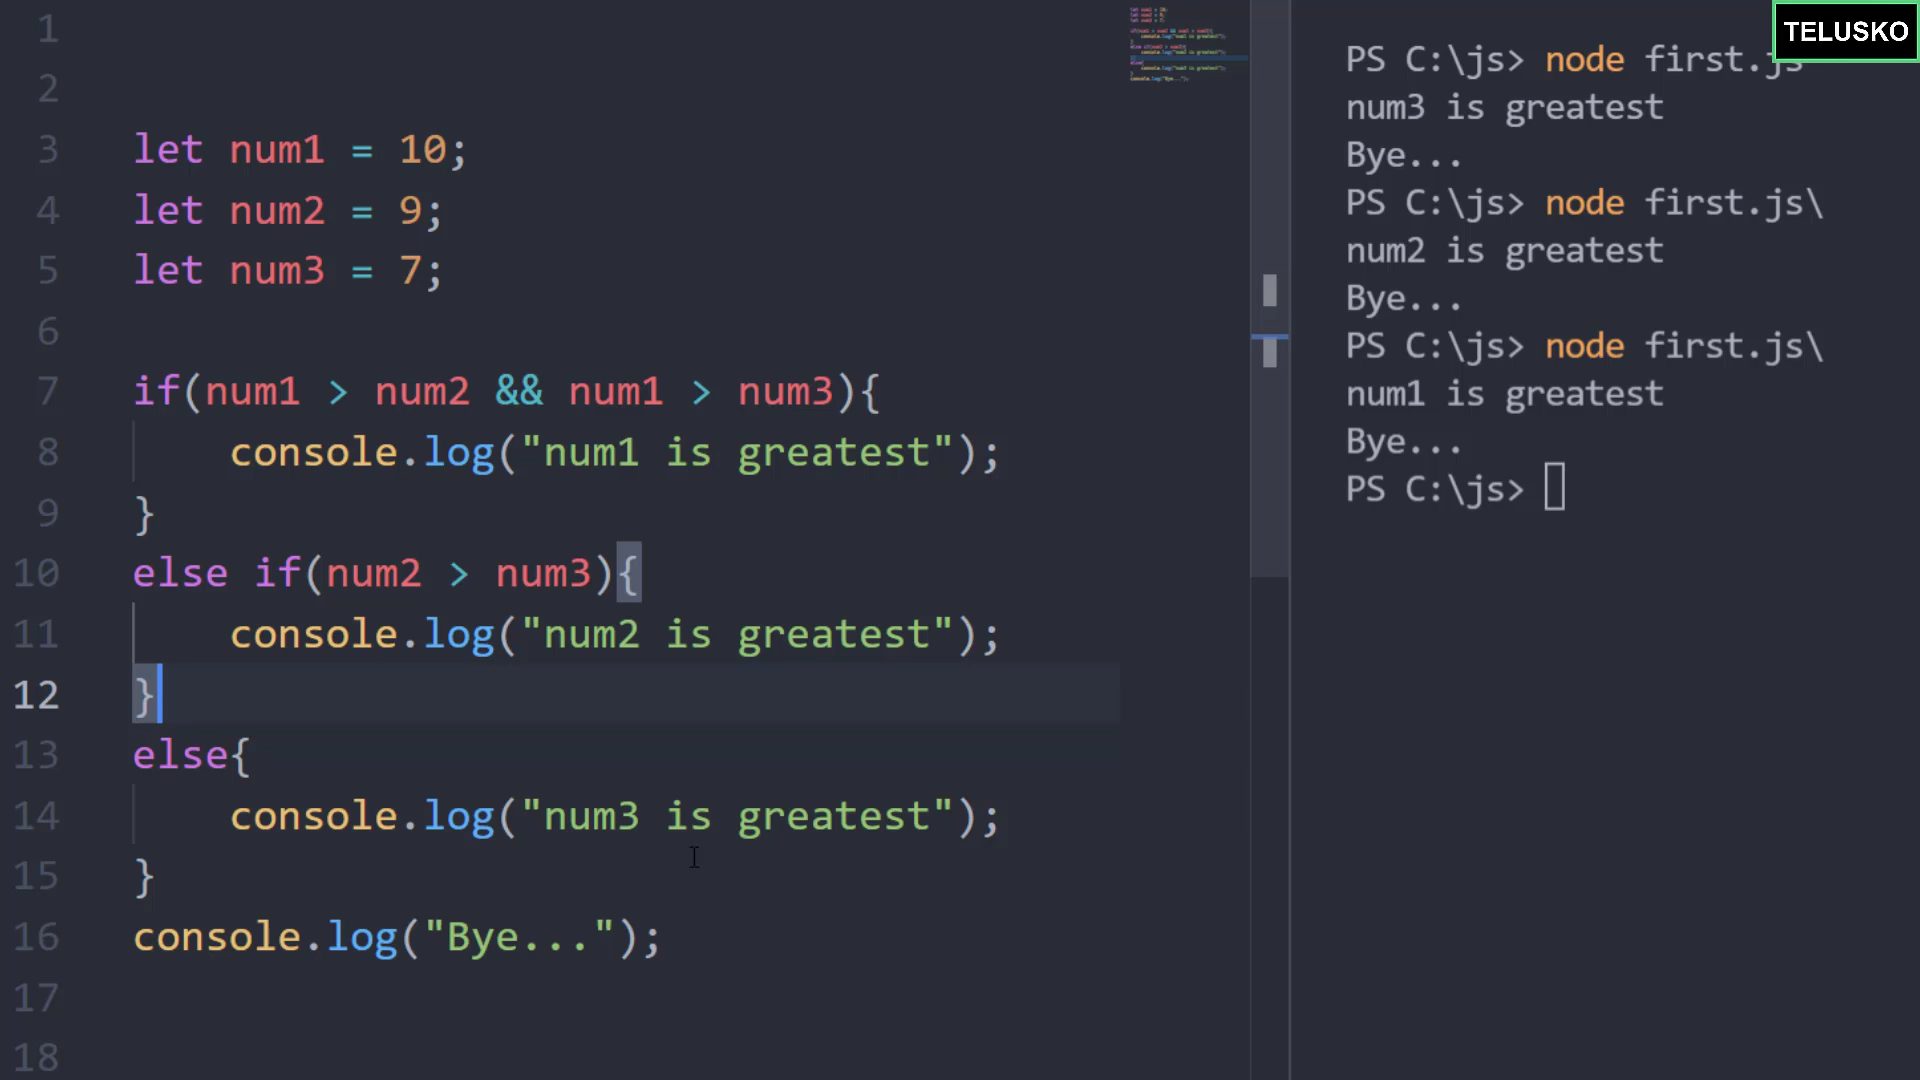 1
2
3 let num1 = 10;
4 let num2 = 9;
5 let num3 = 7;
6
7 if(num1 > num2 && num1 > num3){
8     console.log("num1 is greatest");
9 }
10 else if(num2 > num3){
11     console.log("num2 is greatest");
12 }
13 else{
14     console.log("num3 is greatest");
15 }
16 console.log("Bye...");
17
18
TELUSKO
PS C:\js> node first.js
num3 is greatest
Bye...
PS C:\js> node first.js\
num2 is greatest
Bye...
PS C:\js> node first.js\
num1 is greatest
Bye...
PS C:\js>